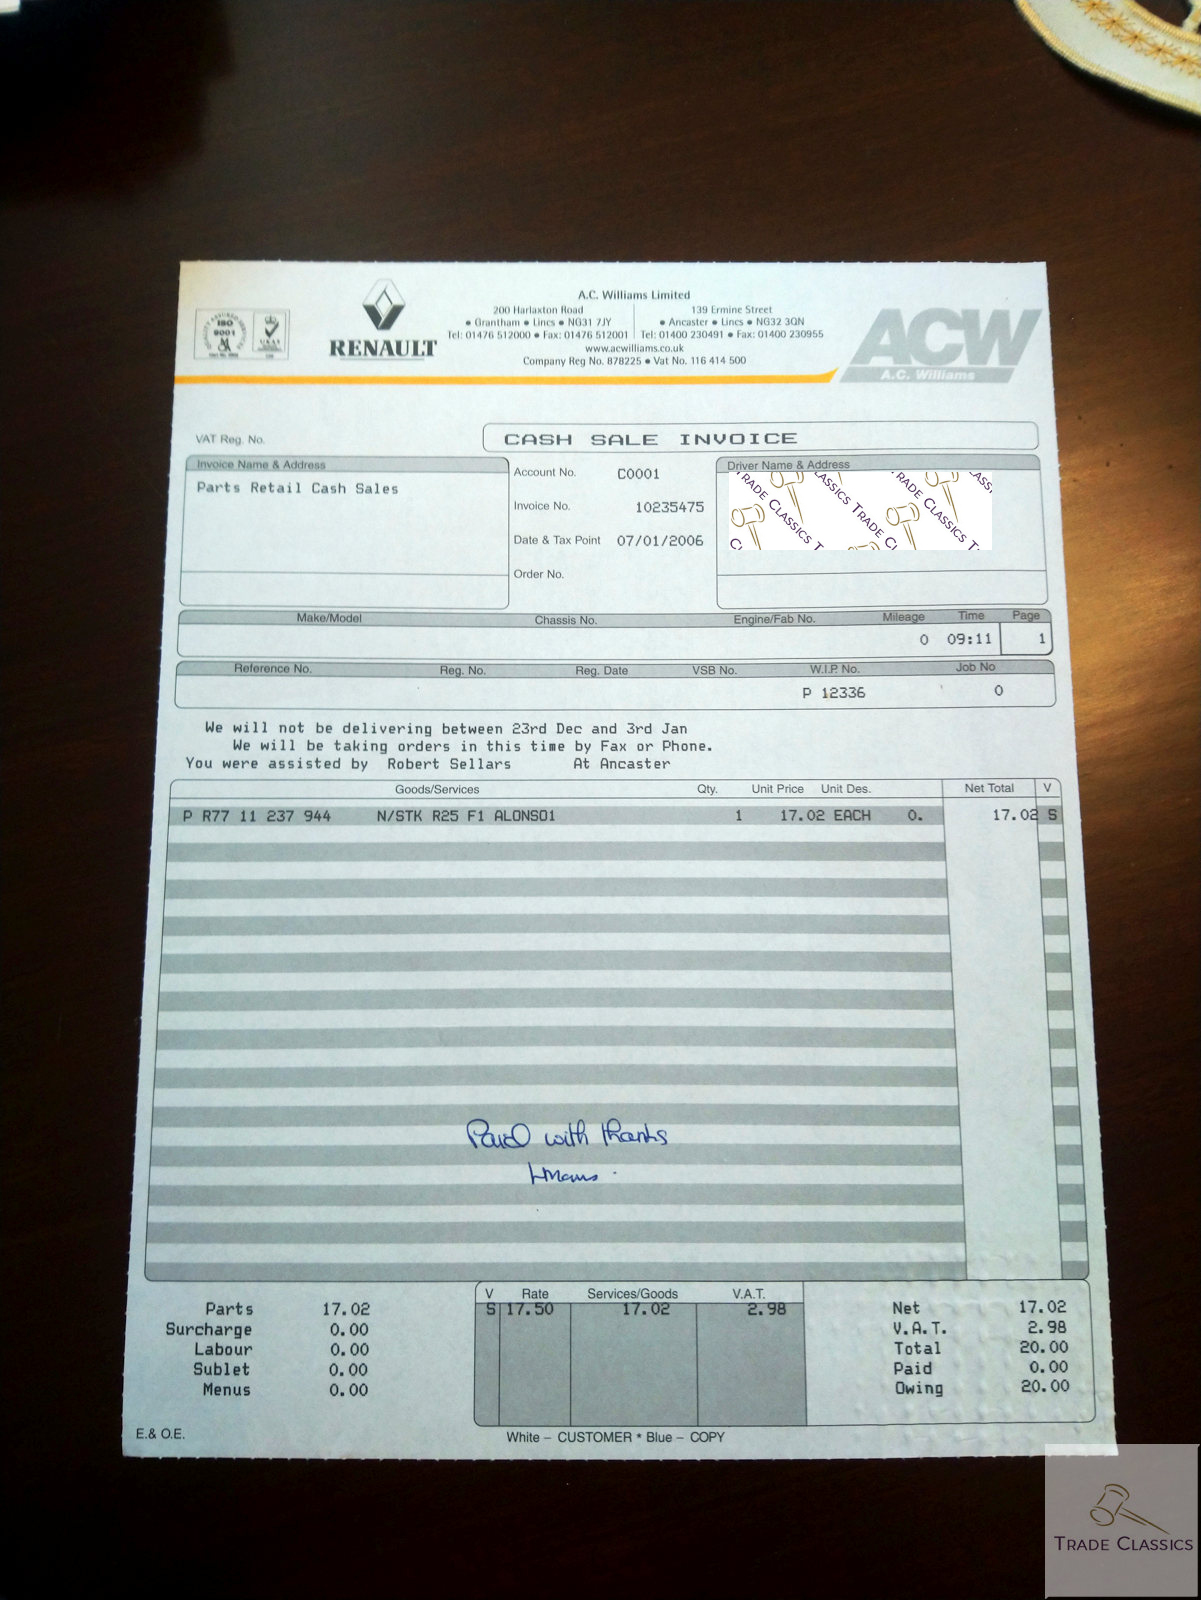 A.C. Williams Limited
200 Harlaxton Road
• Grantham • Lincs • NG31 7JY
Tel: 01476 512000 • Fax: 01476 512001
139 Ermine Street
• Ancaster • Lincs • NG32 3QN
Tel: 01400 230491 • Fax: 01400 230955
www.acwilliams.co.uk
Company Reg No. 878225 • Vat No. 116 414 500
ISO
9001
RENAULT
ACW
A.C. Williams
VAT Reg. No.
CASH SALE INVOICE
Invoice Name & Address
Parts Retail Cash Sales
Account No. C0001
Invoice No. 10235475
Date & Tax Point 07/01/2006
Order No.
Driver Name & Address
Trade Classics Trade
Make/Model Chassis No. Engine/Fab No. Mileage Time Page
0 09:11 1
Reference No. Reg. No. Reg. Date VSB No. W.I.P. No. Job No
P 12336 0
We will not be delivering between 23rd Dec and 3rd Jan
We will be taking orders in this time by Fax or Phone.
You were assisted by Robert Sellars At Ancaster
Goods/Services Qty. Unit Price Unit Des. Net Total V
P R77 11 237 944 N/STK R25 F1 ALONSO1 1 17.02 EACH 0. 17.02 S
Paid with thanks
Parts 17.02
Surcharge 0.00
Labour 0.00
Sublet 0.00
Menus 0.00
V Rate Services/Goods V.A.T.
S 17.50 17.02 2.98
Net 17.02
V.A.T. 2.98
Total 20.00
Paid 0.00
Owing 20.00
E.& O.E.
White – CUSTOMER * Blue – COPY
Trade Classics